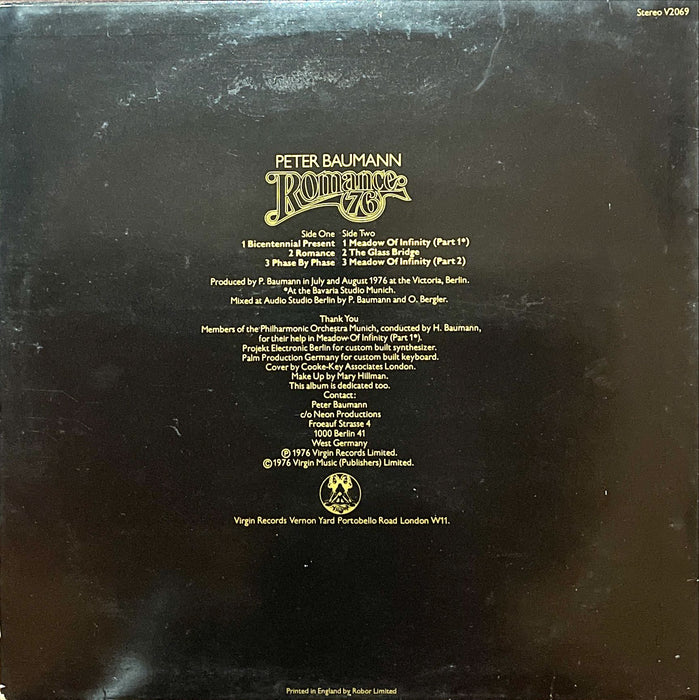 Stereo V2069
PETER BAUMANN
Romance
'76
Side One Side Two
1 Bicentennial Present 1 Meadow Of Infinity (Part 1*)
2 Romance 2 The Glass Bridge
3 Phase By Phase 3 Meadow Of Infinity (Part 2)
Produced by P. Baumann in July and August 1976 at the Victoria, Berlin.
*At the Bavaria Studio Munich.
Mixed at Audio Studio Berlin by P. Baumann and O. Bergler.
Thank You
Members of the Philharmonic Orchestra Munich, conducted by H. Baumann,
for their help in Meadow Of Infinity (Part 1*).
Projekt Electronic Berlin for custom built synthesizer.
Palm Production Germany for custom built keyboard.
Cover by Cooke-Key Associates London.
Make Up by Mary Hillman.
This album is dedicated too.
Contact:
Peter Baumann
c/o Neon Productions
Froeauf Strasse 4
1000 Berlin 41
West Germany
℗ 1976 Virgin Records Limited.
© 1976 Virgin Music (Publishers) Limited.
Virgin Records Vernon Yard Portobello Road London W11.
Printed in England by Robor Limited